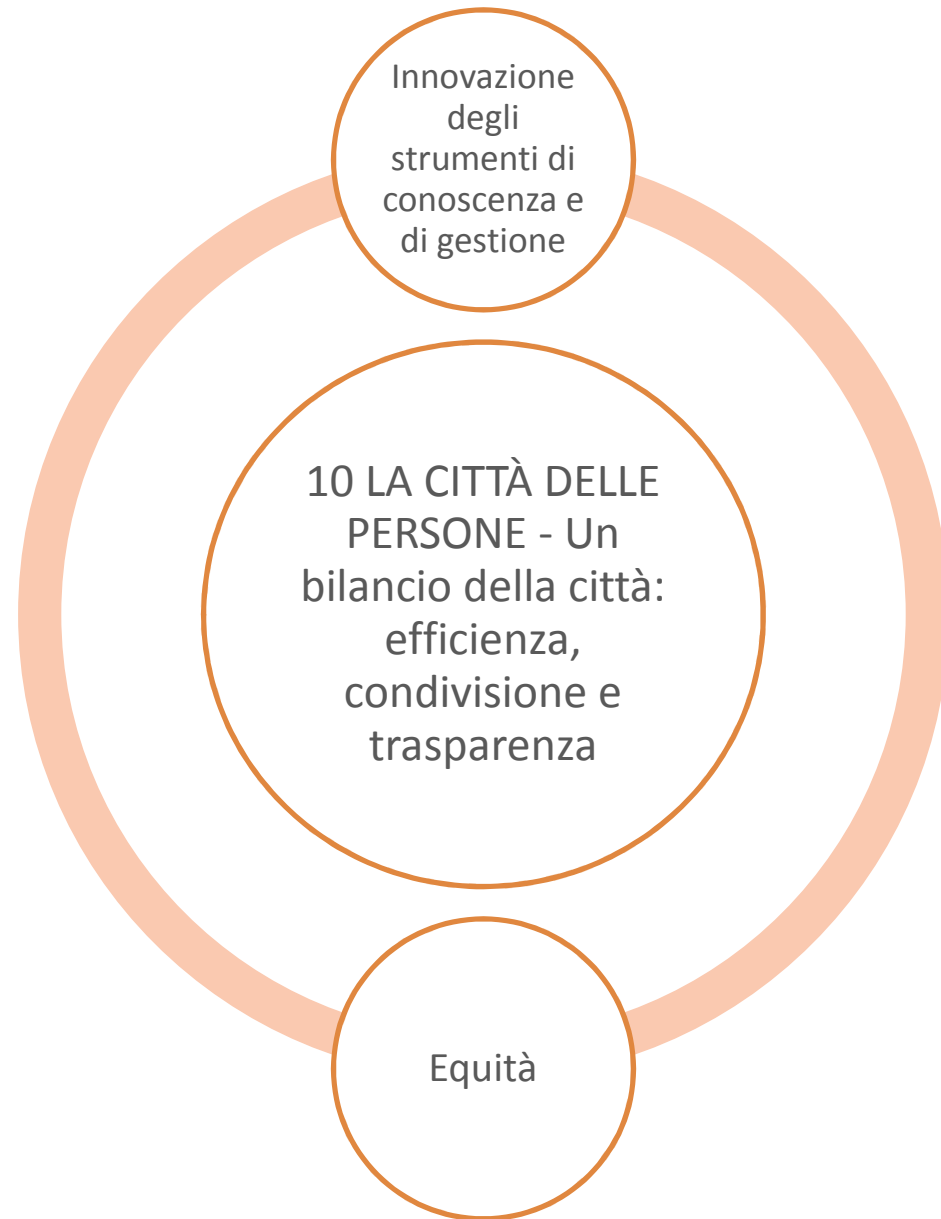 Innovazione
degli
strumenti di
conoscenza e
di gestione
10 LA CITTÀ DELLE
PERSONE - Un
bilancio della città:
efficienza,
condivisione e
trasparenza
Equità